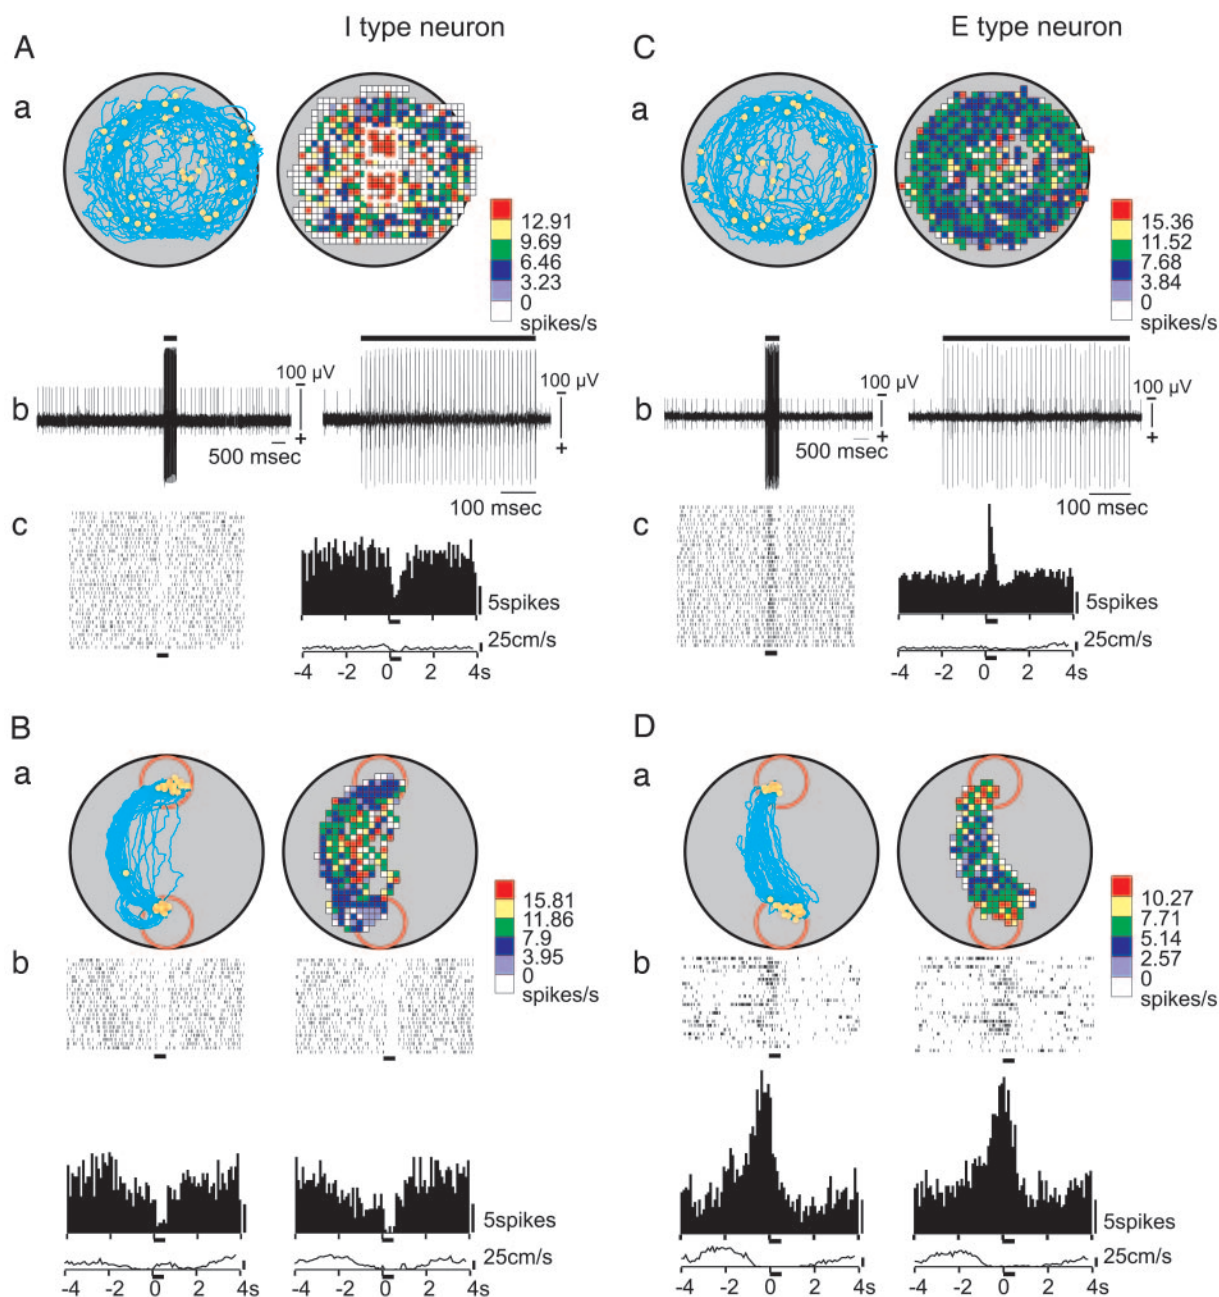 I type neuron
E type neuron
A
C
a
a
12.91
9.69
6.46
3.23
0
spikes/s
15.36
11.52
7.68
3.84
0
spikes/s
b
100 µV
+
500 msec
100 µV
+
100 msec
b
100 µV
+
500 msec
100 µV
+
100 msec
c
5spikes
25cm/s
-4 -2 0 2 4s
c
5spikes
25cm/s
-4 -2 0 2 4s
B
D
a
a
15.81
11.86
7.9
3.95
0
spikes/s
10.27
7.71
5.14
2.57
0
spikes/s
b
b
5spikes
25cm/s
-4 -2 0 2 4 -4 -2 0 2 4s
5spikes
25cm/s
-4 -2 0 2 4 -4 -2 0 2 4s